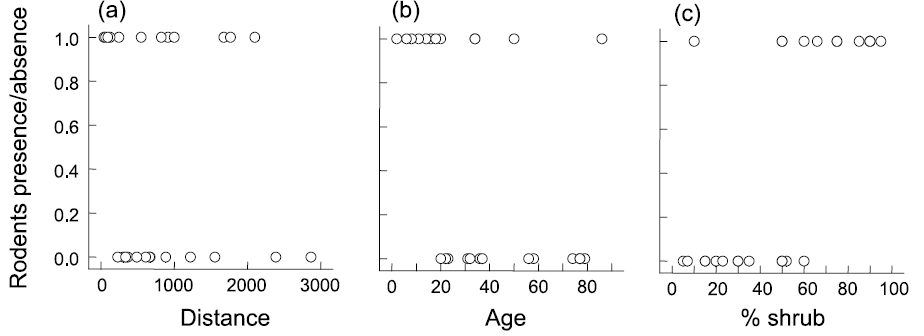 (a) (b) (c)
Rodents presence/absence
1.0
0.8
0.6
0.4
0.2
0.0
0 1000 2000 3000
0 20 40 60 80
0 20 40 60 80 100
Distance
Age
% shrub